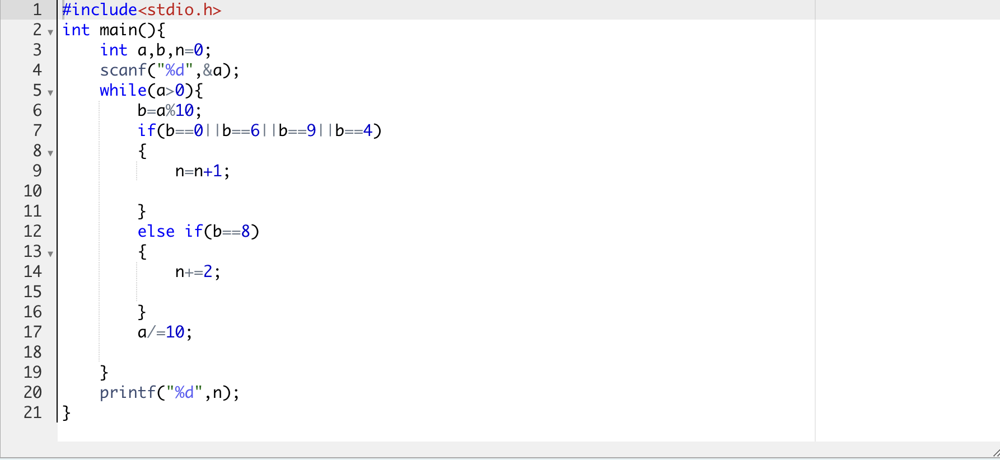 1 #include<stdio.h>
2 int main(){
3     int a,b,n=0;
4     scanf("%d",&a);
5     while(a>0){
6         b=a%10;
7         if(b==0||b==6||b==9||b==4)
8         {
9             n=n+1;
10
11         }
12         else if(b==8)
13         {
14             n+=2;
15
16         }
17         a/=10;
18
19     }
20     printf("%d",n);
21 }